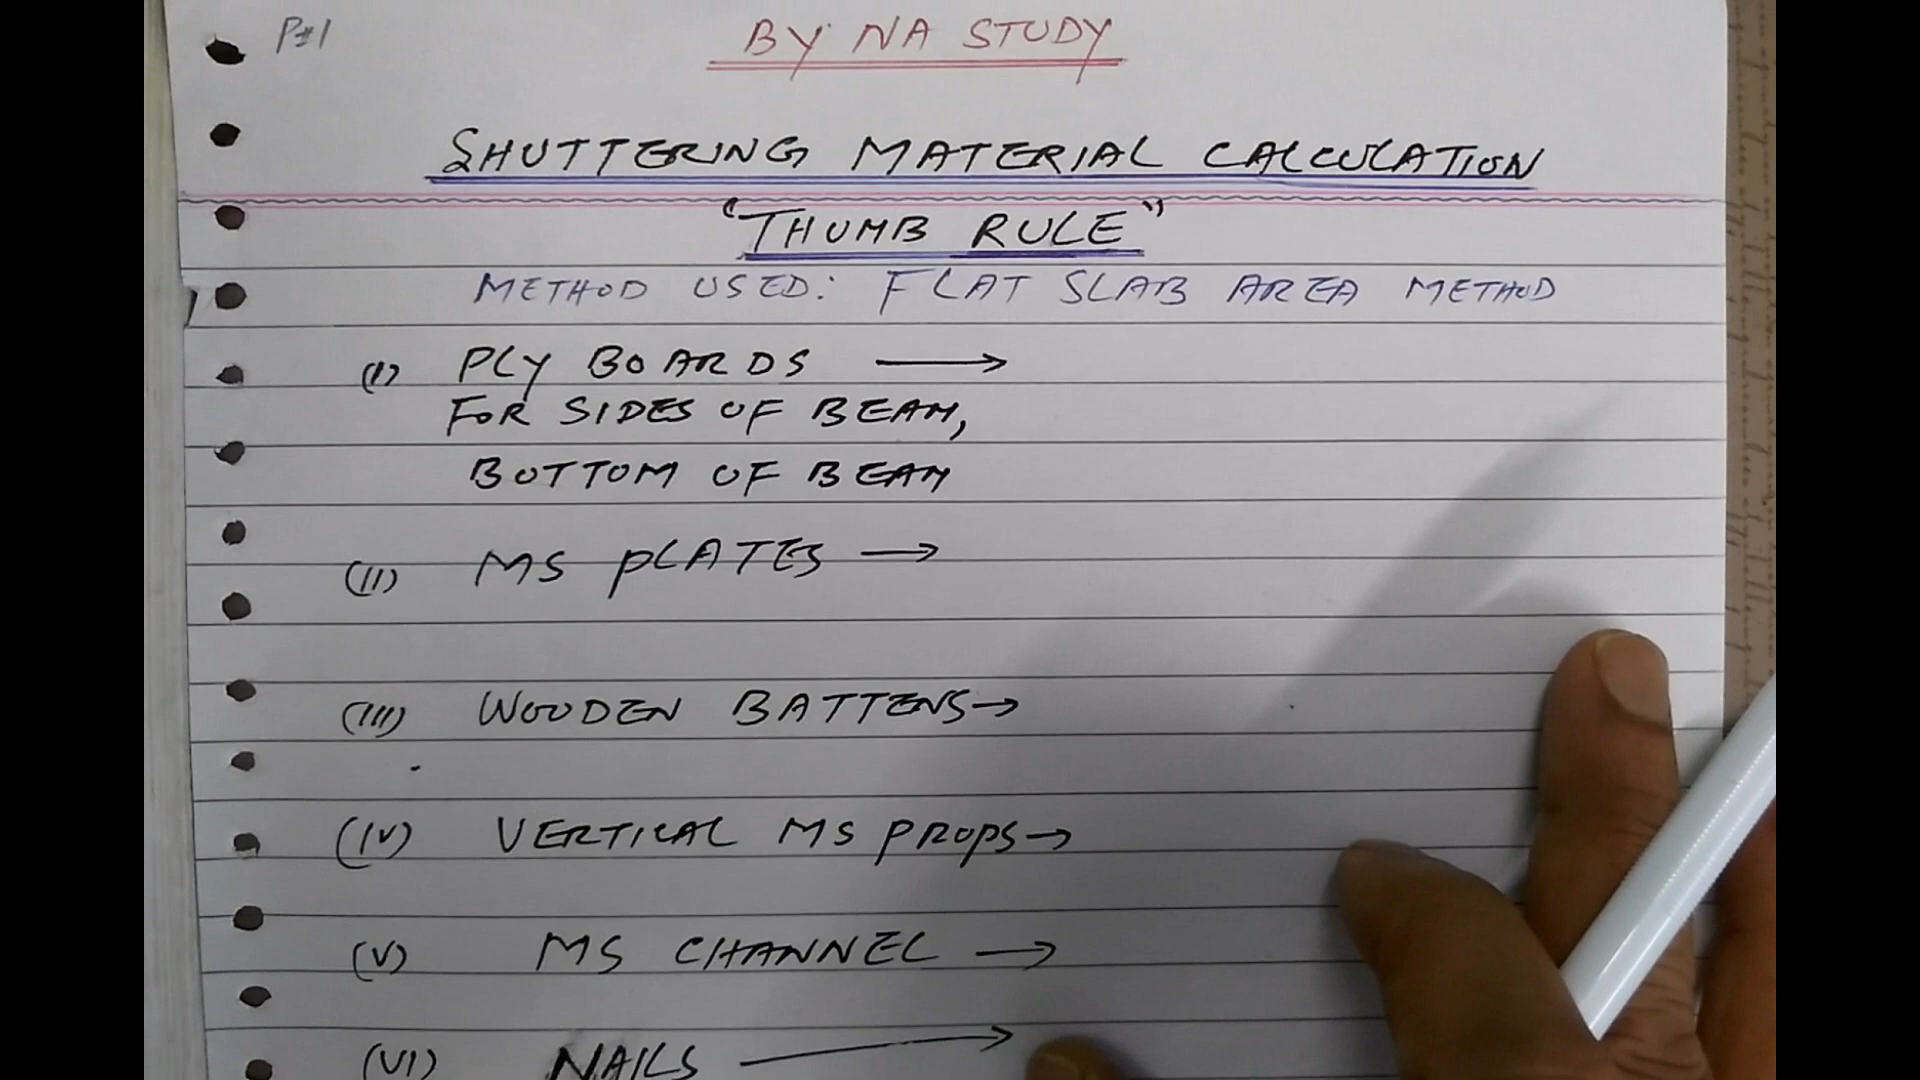 P#1
BY NA STUDY
SHUTTERING MATERIAL CALCULATION
"THUMB RULE"
METHOD USED: FLAT SLAB AREA METHOD
(I) PLY BOARDS →
FOR SIDES OF BEAM,
BOTTOM OF BEAM
(II) MS PLATES →
(III) WOODEN BATTENS →
(IV) VERTICAL MS PROPS →
(V) MS CHANNEL →
(VI) NAILS →